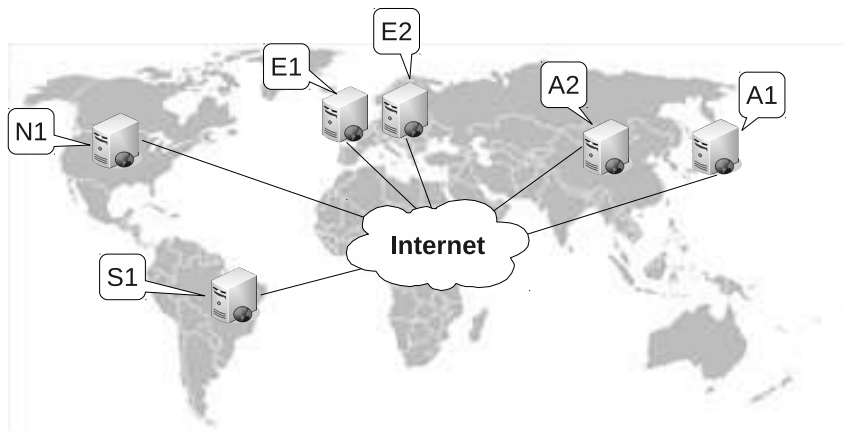 E2
E1
A2
A1
N1
Internet
S1